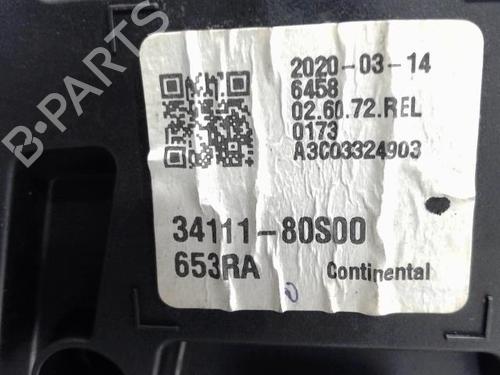 B-PARTS
2020-03-14
6458
02.60.72.REL
0173
A3C03324903
34111-80S00
653RA
Continental